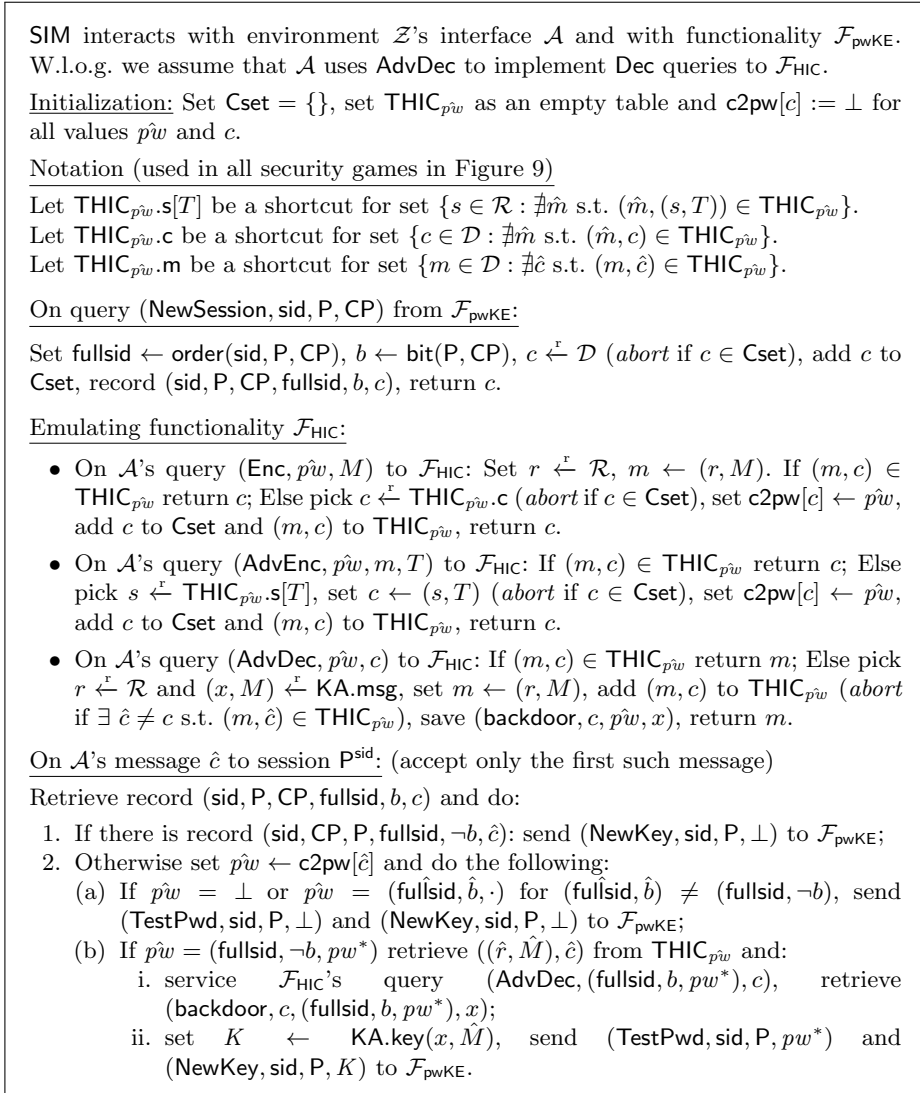 SIM interacts with environment 𝒵's interface 𝒜 and with functionality ℱ_pwKE.
W.l.o.g. we assume that 𝒜 uses AdvDec to implement Dec queries to ℱ_HIC.
Initialization: Set Cset = {}, set THIC_p̂w as an empty table and c2pw[c] := ⊥ for
all values p̂w and c.
Notation (used in all security games in Figure 9)
Let THIC_p̂w.s[T] be a shortcut for set {s ∈ ℛ : ∄m̂ s.t. (m̂, (s, T)) ∈ THIC_p̂w}.
Let THIC_p̂w.c be a shortcut for set {c ∈ 𝒟 : ∄m̂ s.t. (m̂, c) ∈ THIC_p̂w}.
Let THIC_p̂w.m be a shortcut for set {m ∈ 𝒟 : ∄ĉ s.t. (m, ĉ) ∈ THIC_p̂w}.
On query (NewSession, sid, P, CP) from ℱ_pwKE:
Set fullsid ← order(sid, P, CP), b ← bit(P, CP), c ←ʳ 𝒟 (abort if c ∈ Cset), add c to
Cset, record (sid, P, CP, fullsid, b, c), return c.
Emulating functionality ℱ_HIC:
• On 𝒜's query (Enc, p̂w, M) to ℱ_HIC: Set r ←ʳ ℛ, m ← (r, M). If (m, c) ∈
THIC_p̂w return c; Else pick c ←ʳ THIC_p̂w.c (abort if c ∈ Cset), set c2pw[c] ← p̂w,
add c to Cset and (m, c) to THIC_p̂w, return c.
• On 𝒜's query (AdvEnc, p̂w, m, T) to ℱ_HIC: If (m, c) ∈ THIC_p̂w return c; Else
pick s ←ʳ THIC_p̂w.s[T], set c ← (s, T) (abort if c ∈ Cset), set c2pw[c] ← p̂w,
add c to Cset and (m, c) to THIC_p̂w, return c.
• On 𝒜's query (AdvDec, p̂w, c) to ℱ_HIC: If (m, c) ∈ THIC_p̂w return m; Else pick
r ←ʳ ℛ and (x, M) ←ʳ KA.msg, set m ← (r, M), add (m, c) to THIC_p̂w (abort
if ∃ ĉ ≠ c s.t. (m, ĉ) ∈ THIC_p̂w), save (backdoor, c, p̂w, x), return m.
On 𝒜's message ĉ to session P^sid: (accept only the first such message)
Retrieve record (sid, P, CP, fullsid, b, c) and do:
1. If there is record (sid, CP, P, fullsid, ¬b, ĉ): send (NewKey, sid, P, ⊥) to ℱ_pwKE;
2. Otherwise set p̂w ← c2pw[ĉ] and do the following:
(a) If p̂w = ⊥ or p̂w = (fullŝid, b̂, ·) for (fullŝid, b̂) ≠ (fullsid, ¬b), send
(TestPwd, sid, P, ⊥) and (NewKey, sid, P, ⊥) to ℱ_pwKE;
(b) If p̂w = (fullsid, ¬b, pw*) retrieve ((r̂, M̂), ĉ) from THIC_p̂w and:
i. service ℱ_HIC's query (AdvDec, (fullsid, b, pw*), c), retrieve
(backdoor, c, (fullsid, b, pw*), x);
ii. set K ← KA.key(x, M̂), send (TestPwd, sid, P, pw*) and
(NewKey, sid, P, K) to ℱ_pwKE.